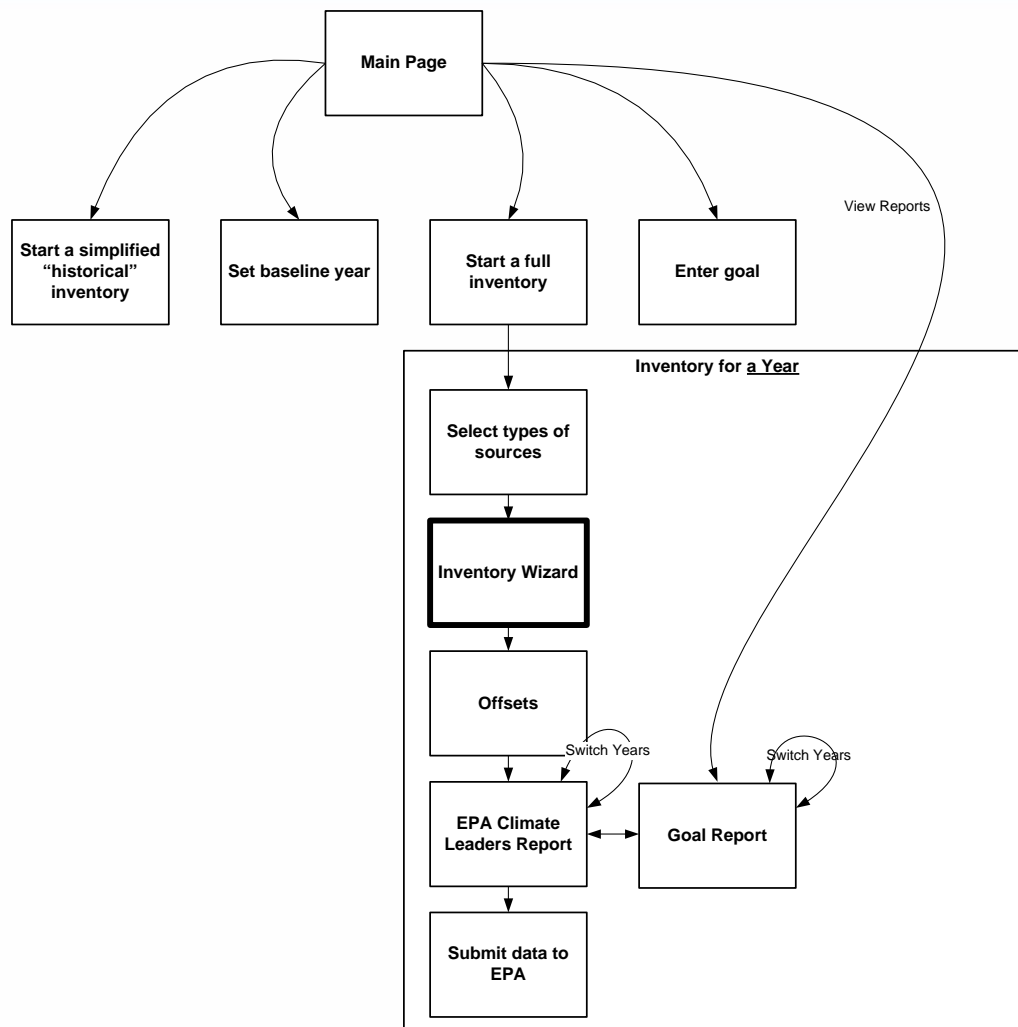 Main Page
View Reports
Start a simplified
“historical”
inventory
Set baseline year
Start a full
inventory
Enter goal
Inventory for a Year
Select types of
sources
Inventory Wizard
Offsets
Switch Years
Switch Years
EPA Climate
Leaders Report
Goal Report
Submit data to
EPA